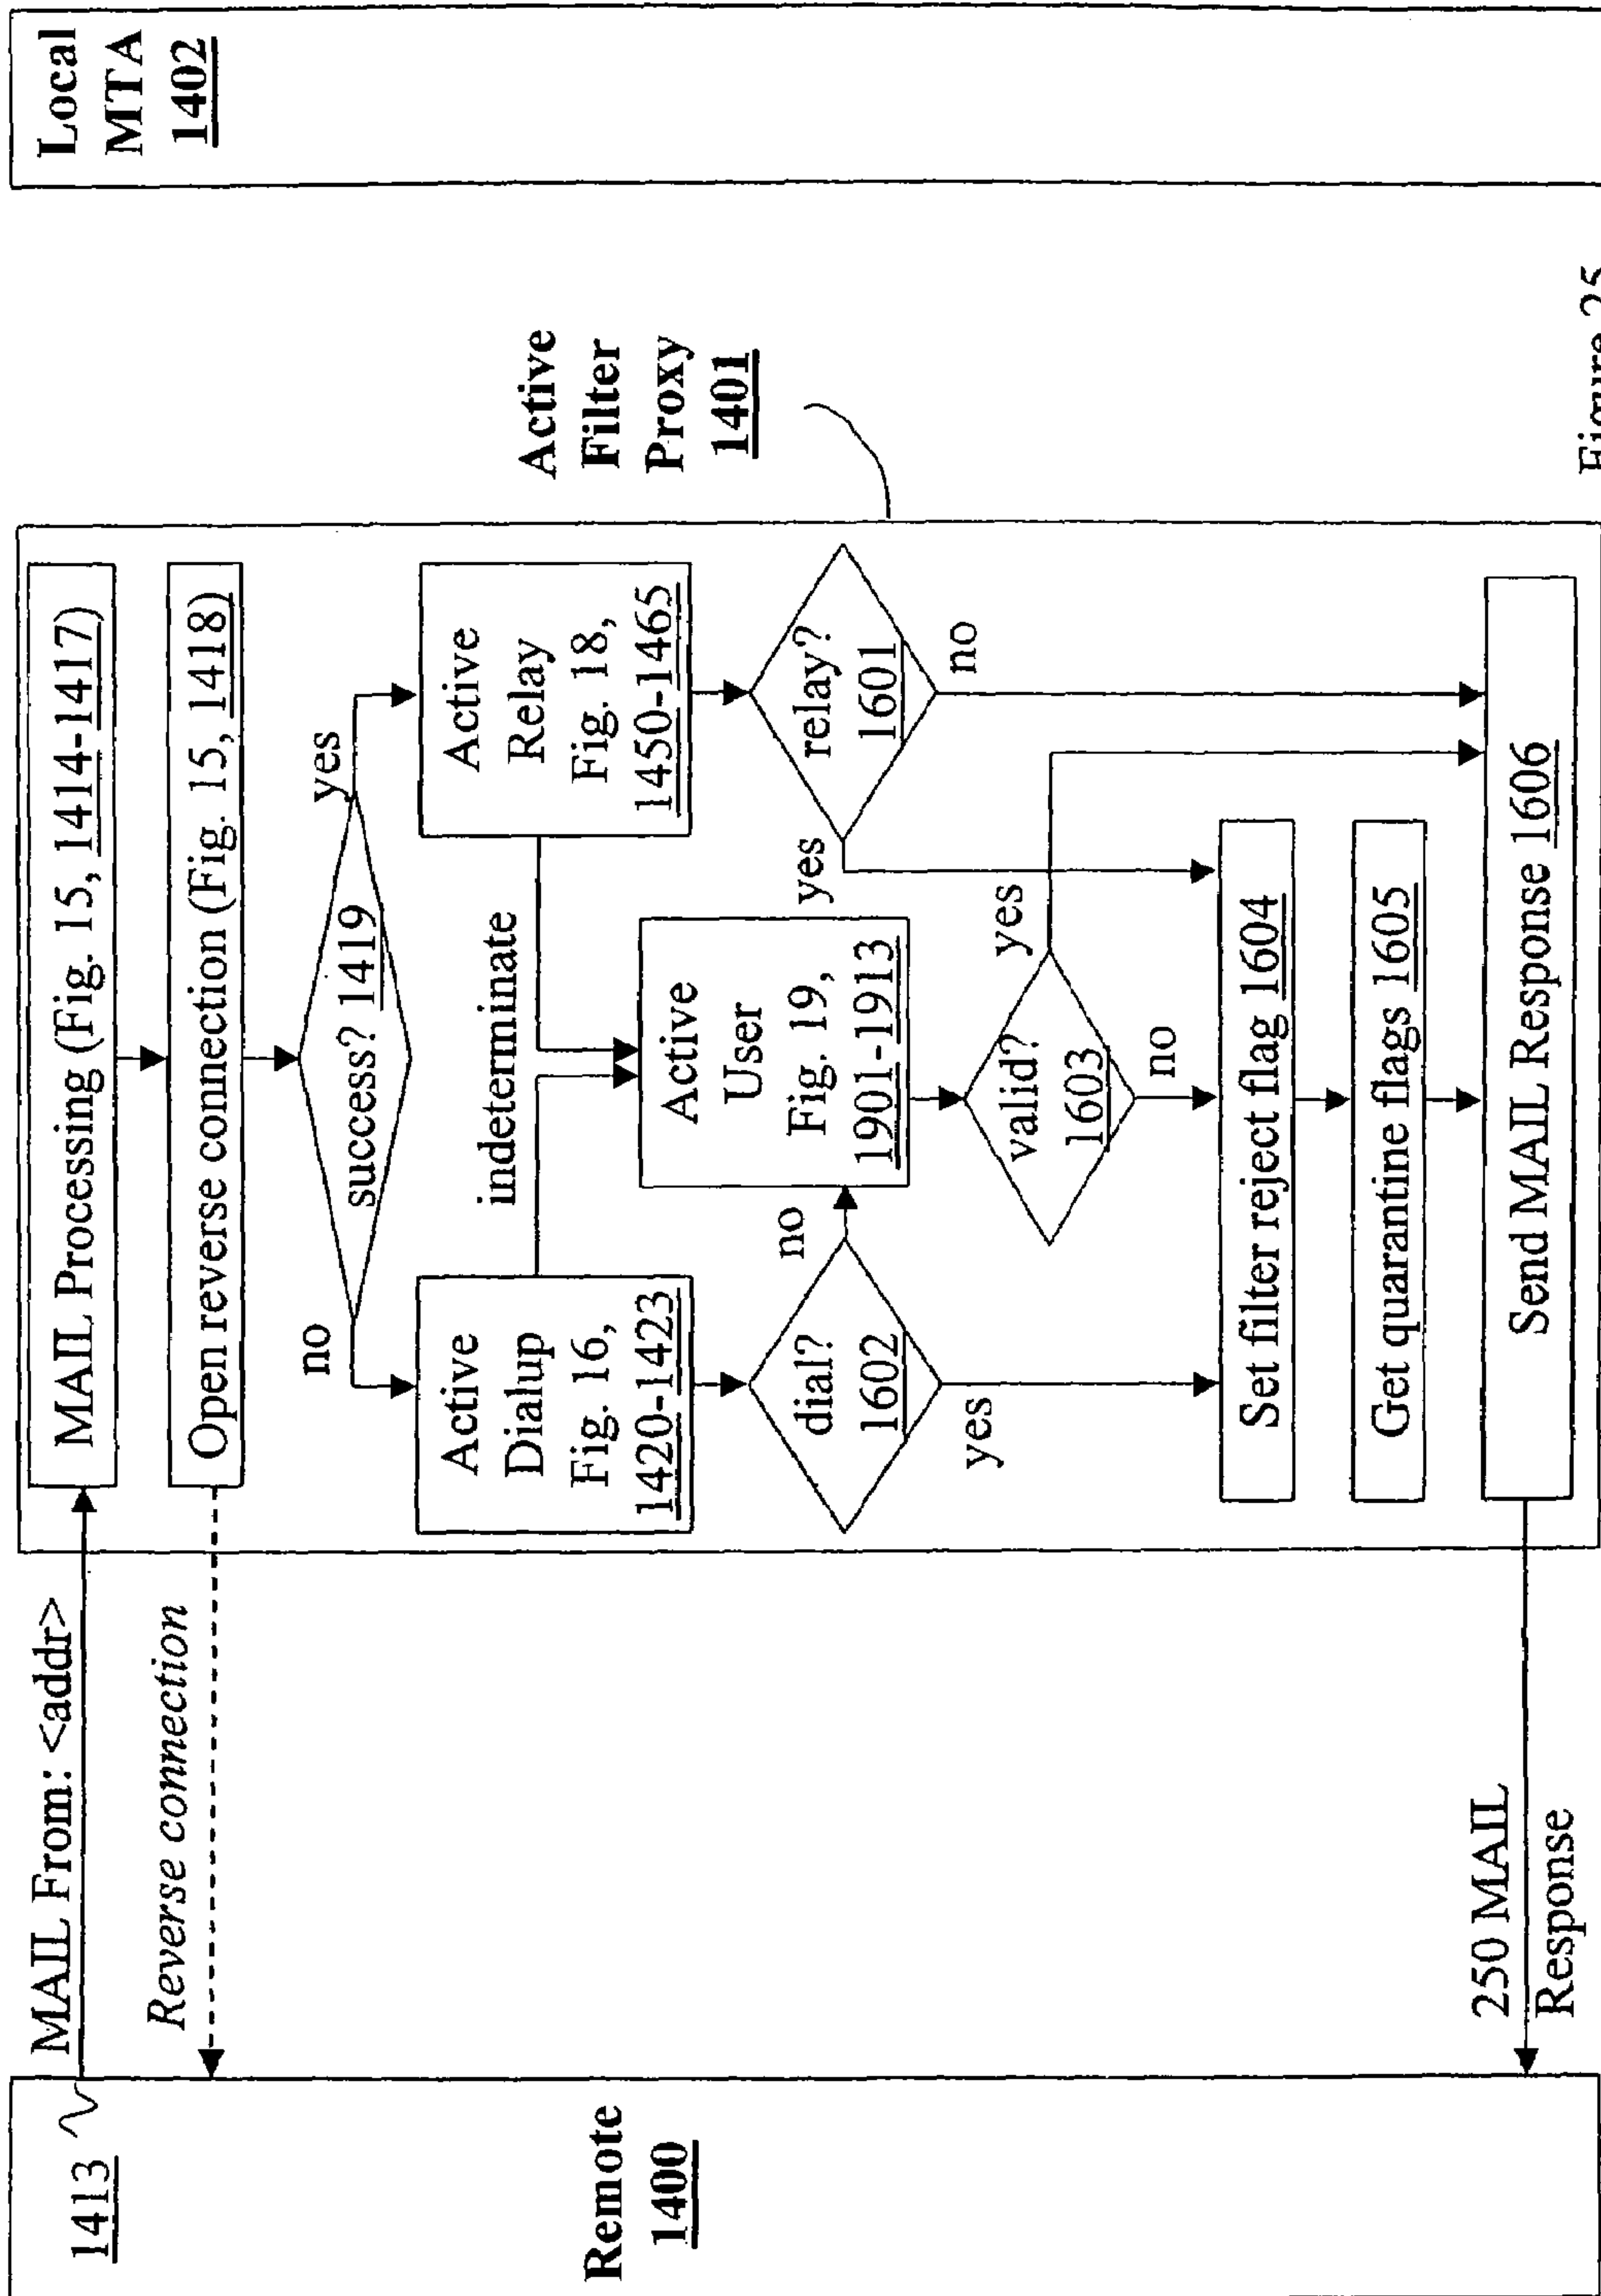 1413
MAIL From: <addr>
Reverse connection
Remote
1400
250 MAIL
Response
MAIL Processing (Fig. 15, 1414-1417)
Open reverse connection (Fig. 15, 1418)
success? 1419
no
yes
Active
Dialup
Fig. 16,
1420-1423
indeterminate
Active
Relay
Fig. 18,
1450-1465
Active
User
Fig. 19,
1901-1913
dial?
1602
no
yes
relay?
1601
yes
no
valid?
1603
yes
no
Set filter reject flag 1604
Get quarantine flags 1605
Send MAIL Response 1606
Active
Filter
Proxy
1401
Local
MTA
1402
Figure 25